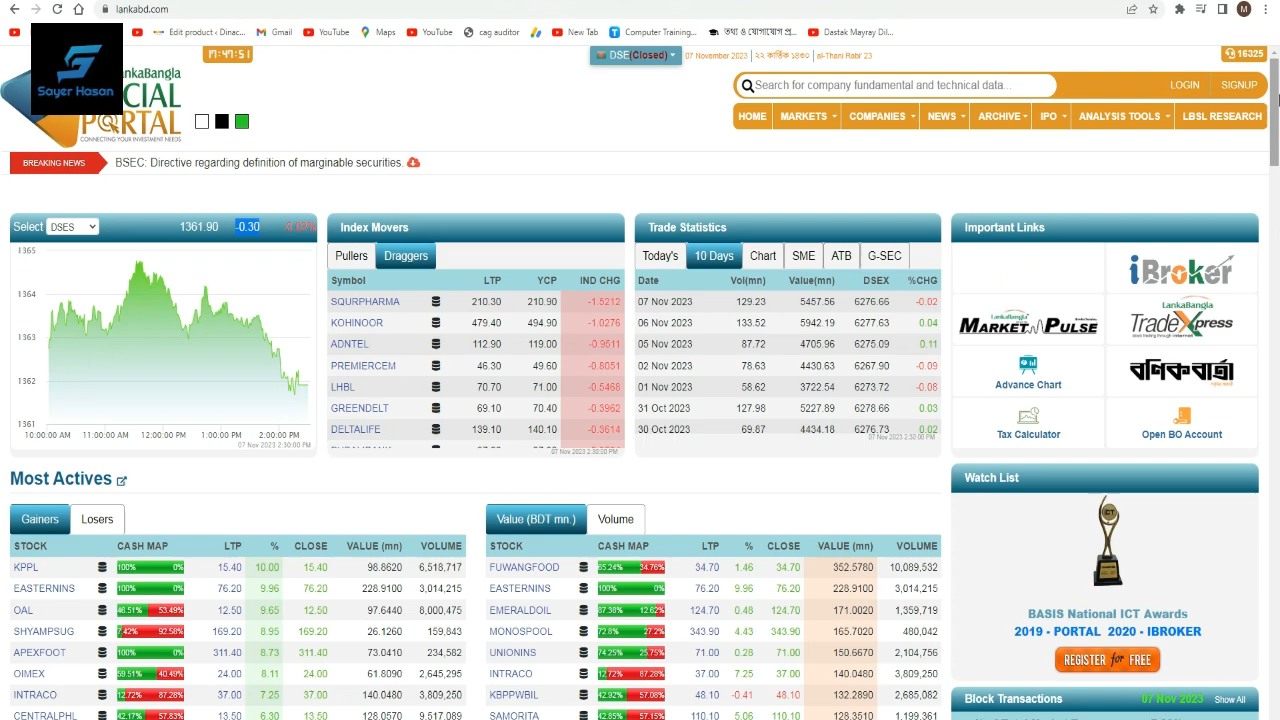 lankabd.com
M
Edit product ‹ Dinac...
Gmail
YouTube
Maps
YouTube
cag auditor
New Tab
Computer Training...
তথ্য ও যোগাযোগ প্র...
Dastak Mayray Dil...
Sayer Hasan
LankaBangla
CIAL
PORTAL
CONNECTING YOUR INVESTMENT NEEDS
DSE(Closed)
07 November 2023 | ২২ কার্তিক ১৪৩০ | al-Thani Rabi' 23
16325
Search for company fundamental and technical data...
LOGIN SIGNUP
HOME MARKETS COMPANIES NEWS ARCHIVE IPO ANALYSIS TOOLS LBSL RESEARCH
BREAKING NEWS BSEC: Directive regarding definition of marginable securities.
Select DSES 1361.90 -0.30 -0.02%
1365
1364
1363
1362
1361
10:00:00 AM 11:00:00 AM 12:00:00 PM 1:00:00 PM 2:00:00 PM
07 Nov 2023 2:30:00 PM
Index Movers
Pullers Draggers
Symbol LTP YCP IND CHG
SQURPHARMA 210.30 210.90 -1.5212
KOHINOOR 479.40 494.90 -1.0276
ADNTEL 119.00 -0.9511
PREMIERCEM 46.30 49.60 -0.8051
LHBL 70.70 71.00 -0.5468
GREENDELT 69.10 70.40 -0.3962
DELTALIFE 139.10 140.10 -0.3614
07 Nov 2023 2:30:00 PM
Trade Statistics
Today's 10 Days Chart SME ATB G-SEC
Date Vol(mn) Value(mn) DSEX %CHG
07 Nov 2023 129.23 5457.56 6276.66 -0.02
06 Nov 2023 133.52 5942.19 6277.63 0.04
05 Nov 2023 87.72 4705.96 6275.09 0.11
02 Nov 2023 78.63 4430.63 6267.90 -0.09
01 Nov 2023 58.62 3722.54 6273.72 -0.08
31 Oct 2023 127.98 5227.89 6278.66 0.03
30 Oct 2023 69.87 4434.18 6276.73 0.02
07 Nov 2023 2:30:00 PM
Important Links
iBroker
LankaBangla
MARKET PULSE
LankaBangla
TradeXpress
Advance Chart
বণিক বার্তা
Tax Calculator
Open BO Account
Most Actives
Gainers Losers
STOCK CASH MAP LTP % CLOSE VALUE (mn) VOLUME
KPPL 100% 0% 15.40 10.00 15.40 98.8620 6,518,717
EASTERNINS 100% 0% 76.20 9.96 76.20 228.9100 3,014,215
OAL 46.51% 53.49% 12.50 9.65 12.50 97.6440 8,000,475
SHYAMPSUG 7.42% 92.58% 169.20 8.95 169.20 26.1260 159,843
APEXFOOT 100% 0% 311.40 8.73 311.40 73.0410 234,582
OIMEX 59.51% 40.49% 24.00 8.11 24.00 61.8090 2,645,295
INTRACO 12.72% 87.28% 37.00 7.25 37.00 140.0480 3,809,250
CENTRALPHL 42.17% 57.83% 13.50 6.30 13.50 128.0570 9,517,089
Value (BDT mn.) Volume
STOCK CASH MAP LTP % CLOSE VALUE (mn) VOLUME
FUWANGFOOD 65.24% 34.76% 34.70 1.46 34.70 352.5780 10,089,532
EASTERNINS 100% 0% 76.20 9.96 76.20 228.9100 3,014,215
EMERALDOIL 87.38% 12.62% 124.70 0.48 124.70 171.0020 1,359,719
MONOSPOOL 72.8% 27.2% 343.90 4.43 343.90 165.7020 480,042
UNIONINS 74.25% 25.75% 71.00 0.28 71.00 150.6670 2,104,756
INTRACO 12.72% 87.28% 37.00 7.25 37.00 140.0480 3,809,250
KBPPWBIL 42.92% 57.08% 48.10 -0.41 48.10 132.2860 2,685,082
SAMORITA 42.85% 57.15% 110.10 5.06 110.10 128.3510 1,199,361
Watch List
ICT
BASIS National ICT Awards
2019 - PORTAL 2020 - IBROKER
REGISTER for FREE
Block Transactions 07 Nov 2023 Show All